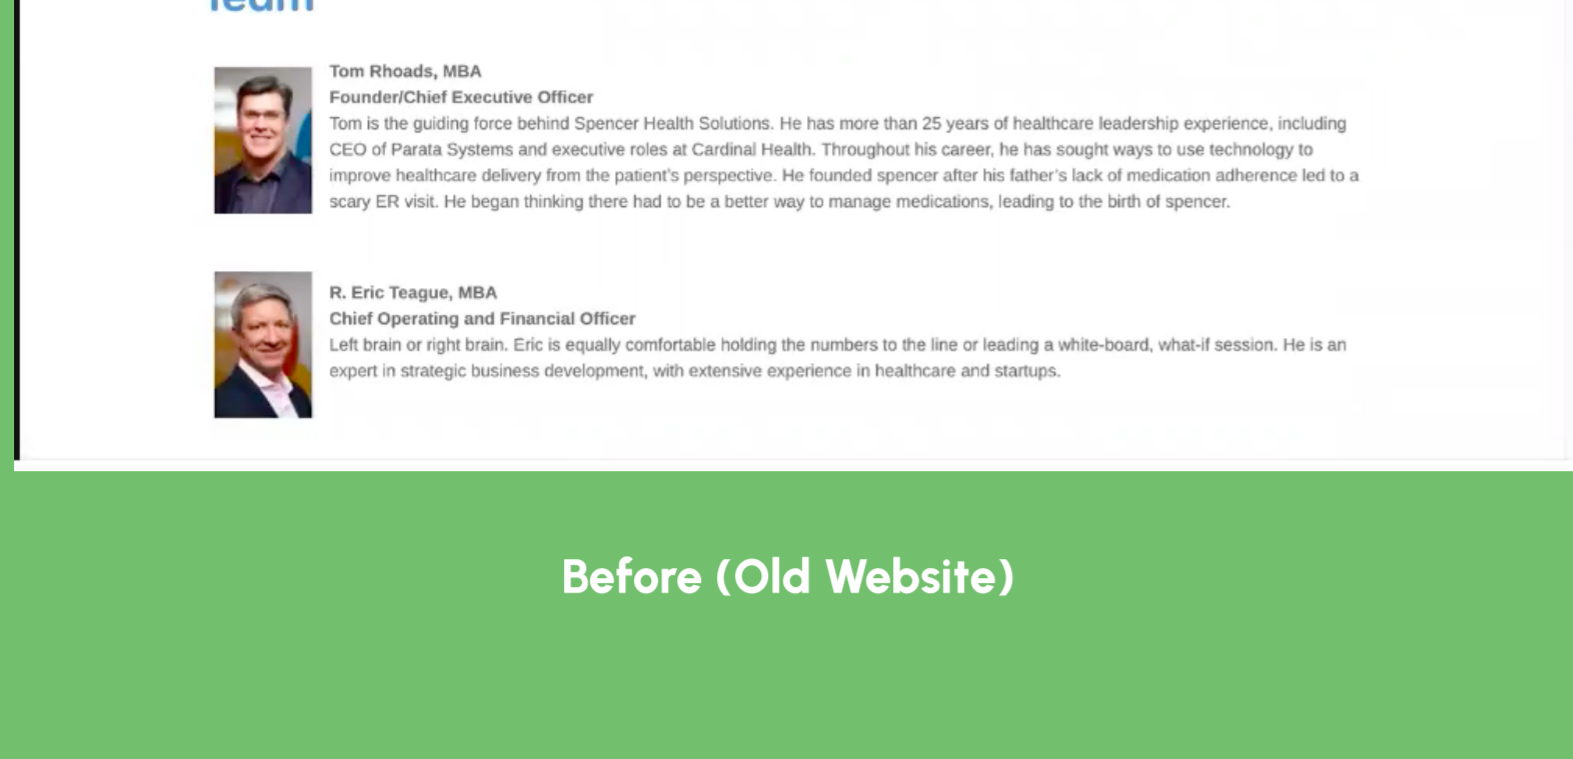 Team
Tom Rhoads, MBA
Founder/Chief Executive Officer
Tom is the guiding force behind Spencer Health Solutions. He has more than 25 years of healthcare leadership experience, including
CEO of Parata Systems and executive roles at Cardinal Health. Throughout his career, he has sought ways to use technology to
improve healthcare delivery from the patient's perspective. He founded spencer after his father's lack of medication adherence led to a
scary ER visit. He began thinking there had to be a better way to manage medications, leading to the birth of spencer.
R. Eric Teague, MBA
Chief Operating and Financial Officer
Left brain or right brain. Eric is equally comfortable holding the numbers to the line or leading a white-board, what-if session. He is an
expert in strategic business development, with extensive experience in healthcare and startups.
Before (Old Website)